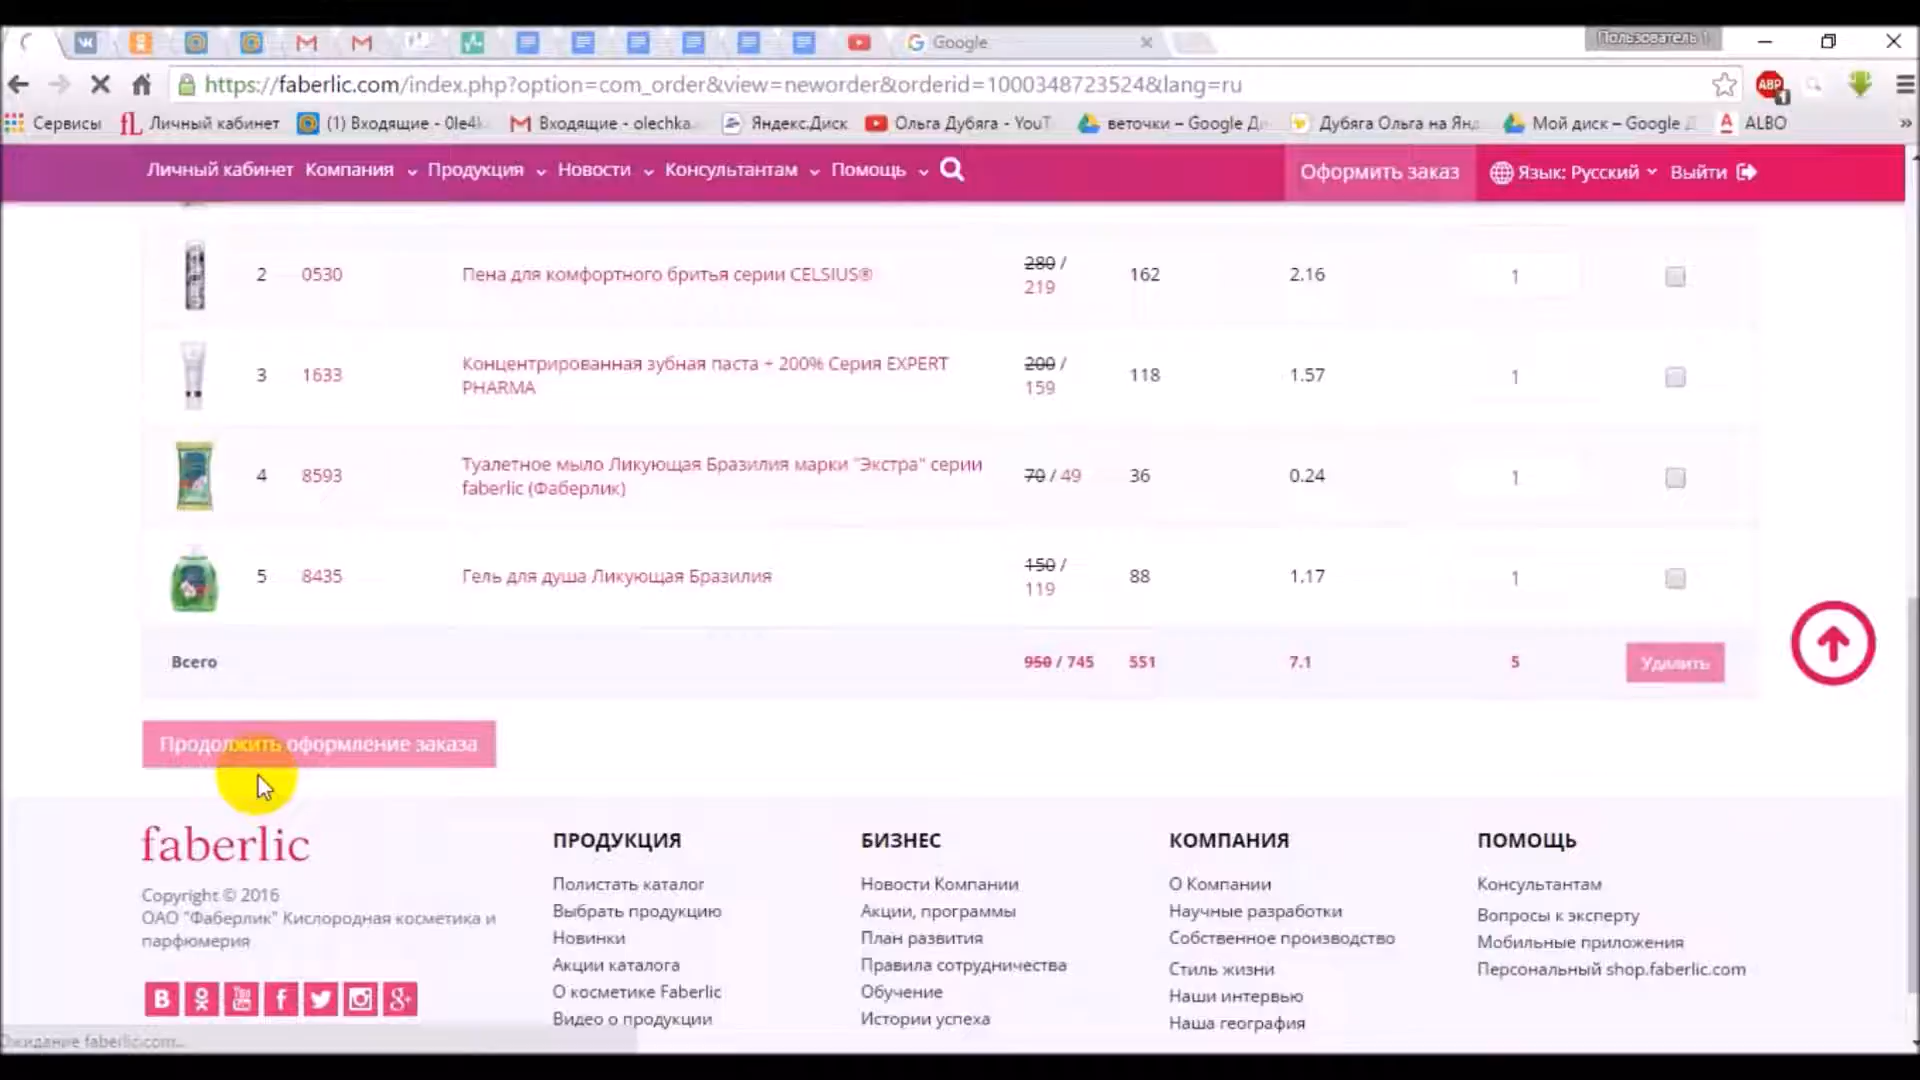 Google
Пользователь 1
https://faberlic.com/index.php?option=com_order&view=neworder&orderid=1000348723524&lang=ru
ABP
1
Сервисы
fL Личный кабинет
(1) Входящие - 0le4k
Входящие - olechka.
Яндекс.Диск
Ольга Дубяга - YouT
веточки – Google Ди
Дубяга Ольга на Янд
Мой диск – Google Д
A ALBO
»
Личный кабинет
Компания
Продукция
Новости
Консультантам
Помощь
Оформить заказ
Язык: Русский
Выйти
2 0530 Пена для комфортного бритья серии CELSIUS® 280 / 162 2.16 1
219
3 1633 Концентрированная зубная паста + 200% Серия EXPERT 200 / 118 1.57 1
PHARMA 159
4 8593 Туалетное мыло Ликующая Бразилия марки "Экстра" серии 70 / 49 36 0.24 1
faberlic (Фаберлик)
5 8435 Гель для душа Ликующая Бразилия 150 / 88 1.17 1
119
Всего 950 / 745 551 7.1 5 Удалить
Продолжить оформление заказа
faberlic
Copyright © 2016
ОАО "Фаберлик" Кислородная косметика и
парфюмерия
B
You
f
g+
ПРОДУКЦИЯ
Полистать каталог
Выбрать продукцию
Новинки
Акции каталога
О косметике Faberlic
Видео о продукции
БИЗНЕС
Новости Компании
Акции, программы
План развития
Правила сотрудничества
Обучение
Истории успеха
КОМПАНИЯ
О Компании
Научные разработки
Собственное производство
Стиль жизни
Наши интервью
Наша география
ПОМОЩЬ
Консультантам
Вопросы к эксперту
Мобильные приложения
Персональный shop.faberlic.com
Ожидание faberlic.com...